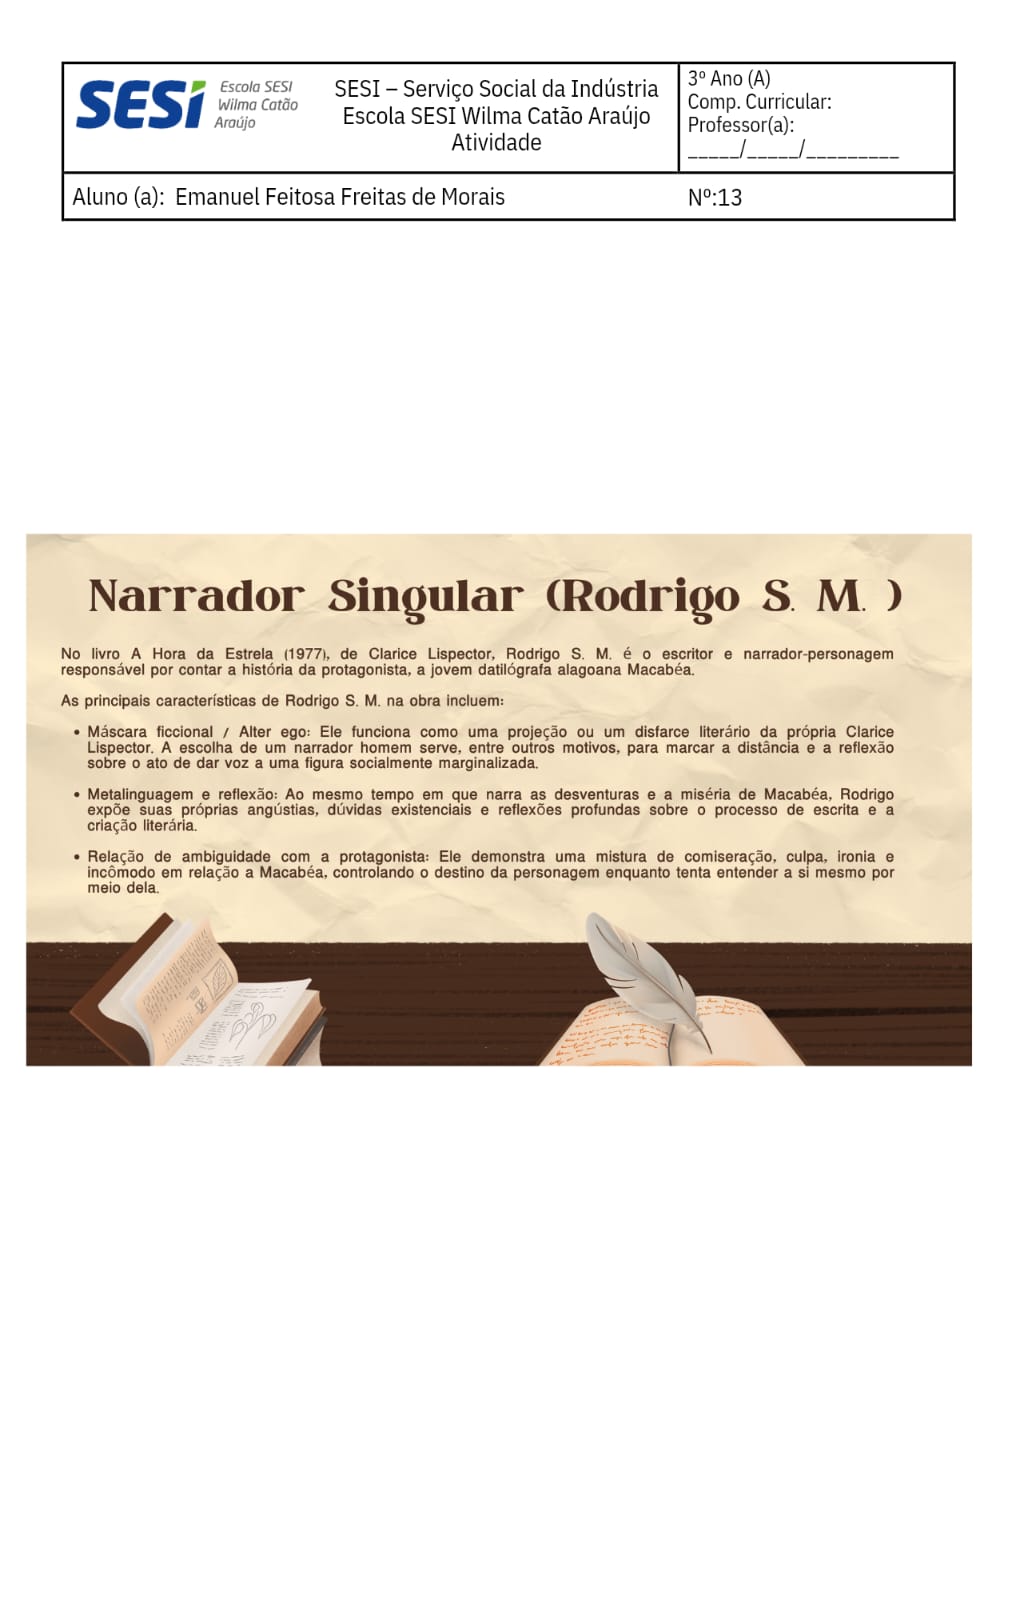 SESI
Escola SESI
Wilma Catão
Araújo
SESI – Serviço Social da Indústria
Escola SESI Wilma Catão Araújo
Atividade
3º Ano (A)
Comp. Curricular:
Professor(a):
_____/_____/_________
Aluno (a):  Emanuel Feitosa Freitas de Morais
Nº:13
Narrador Singular (Rodrigo S. M. )
No livro A Hora da Estrela (1977), de Clarice Lispector, Rodrigo S. M. é o escritor e narrador-personagem
responsável por contar a história da protagonista, a jovem datilógrafa alagoana Macabéa.
As principais características de Rodrigo S. M. na obra incluem:
• Máscara ficcional / Alter ego: Ele funciona como uma projeção ou um disfarce literário da própria Clarice
Lispector. A escolha de um narrador homem serve, entre outros motivos, para marcar a distância e a reflexão
sobre o ato de dar voz a uma figura socialmente marginalizada.
• Metalinguagem e reflexão: Ao mesmo tempo em que narra as desventuras e a miséria de Macabéa, Rodrigo
expõe suas próprias angústias, dúvidas existenciais e reflexões profundas sobre o processo de escrita e a
criação literária.
• Relação de ambiguidade com a protagonista: Ele demonstra uma mistura de comiseração, culpa, ironia e
incômodo em relação a Macabéa, controlando o destino da personagem enquanto tenta entender a si mesmo por
meio dela.